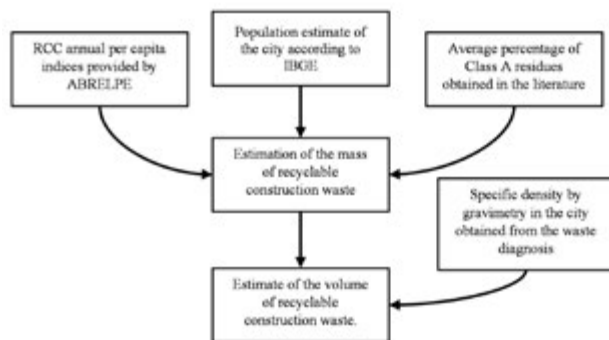 RCC annual per capita
indices provided by
ABRELPE
Population estimate of
the city according to
IBGE
Average percentage of
Class A residues
obtained in the literature
Estimation of the mass
of recyclable
construction waste
Specific density by
gravimetry in the city
obtained from the waste
diagnosis
Estimate of the volume
of recyclable
construction waste.